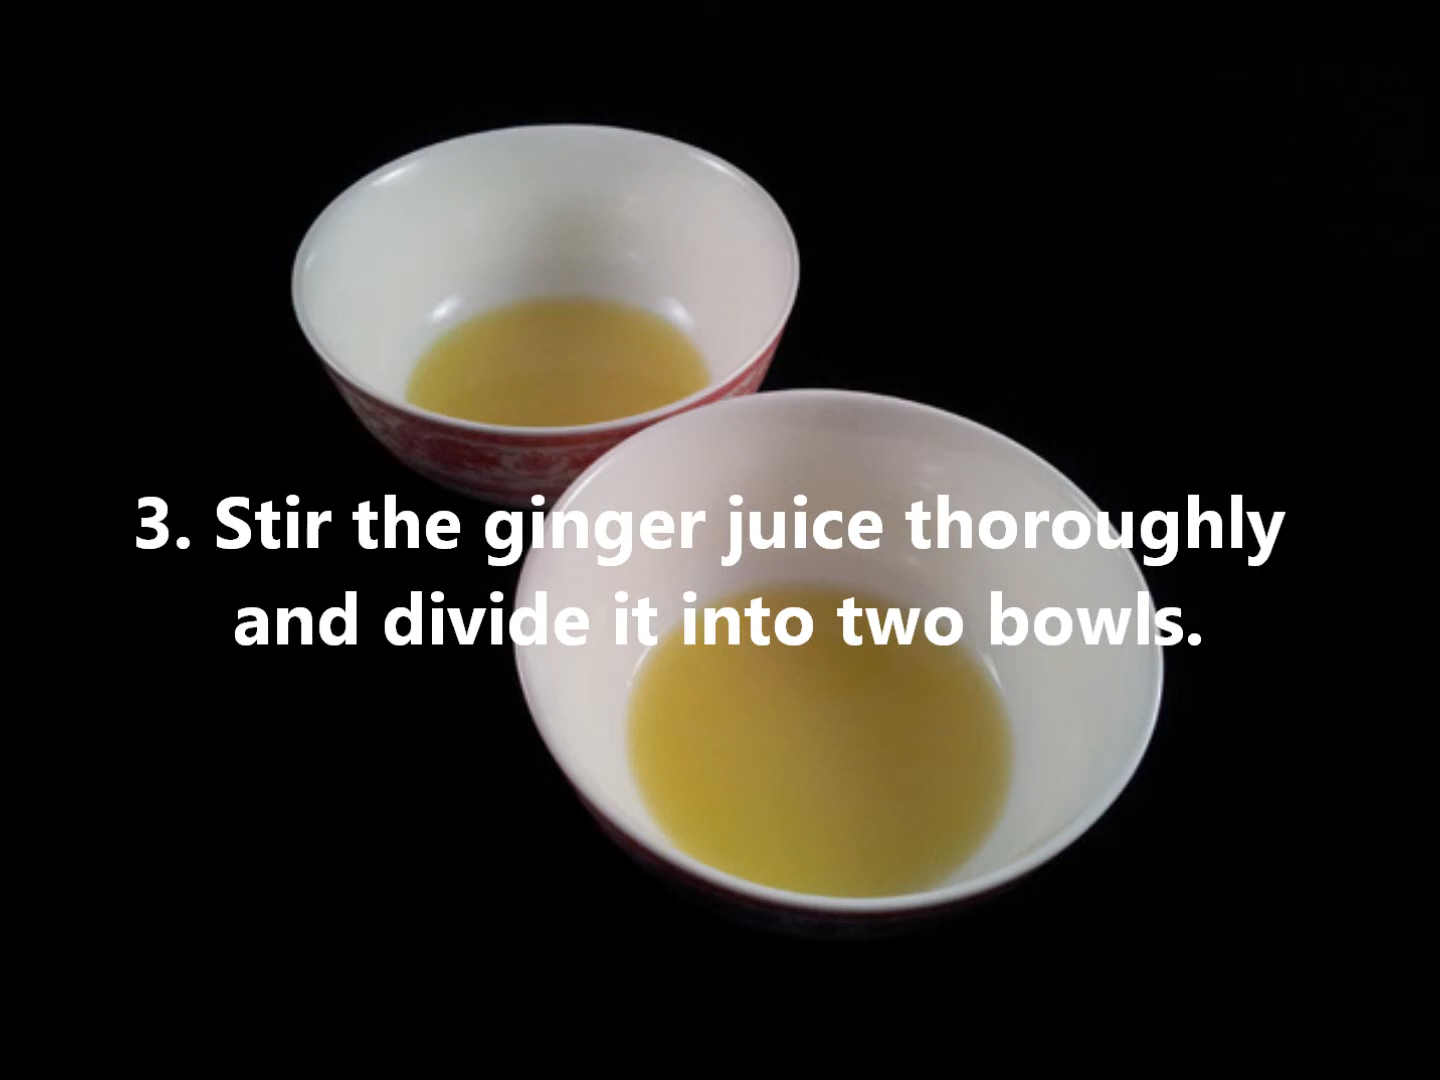 3. Stir the ginger juice thoroughly
and divide it into two bowls.